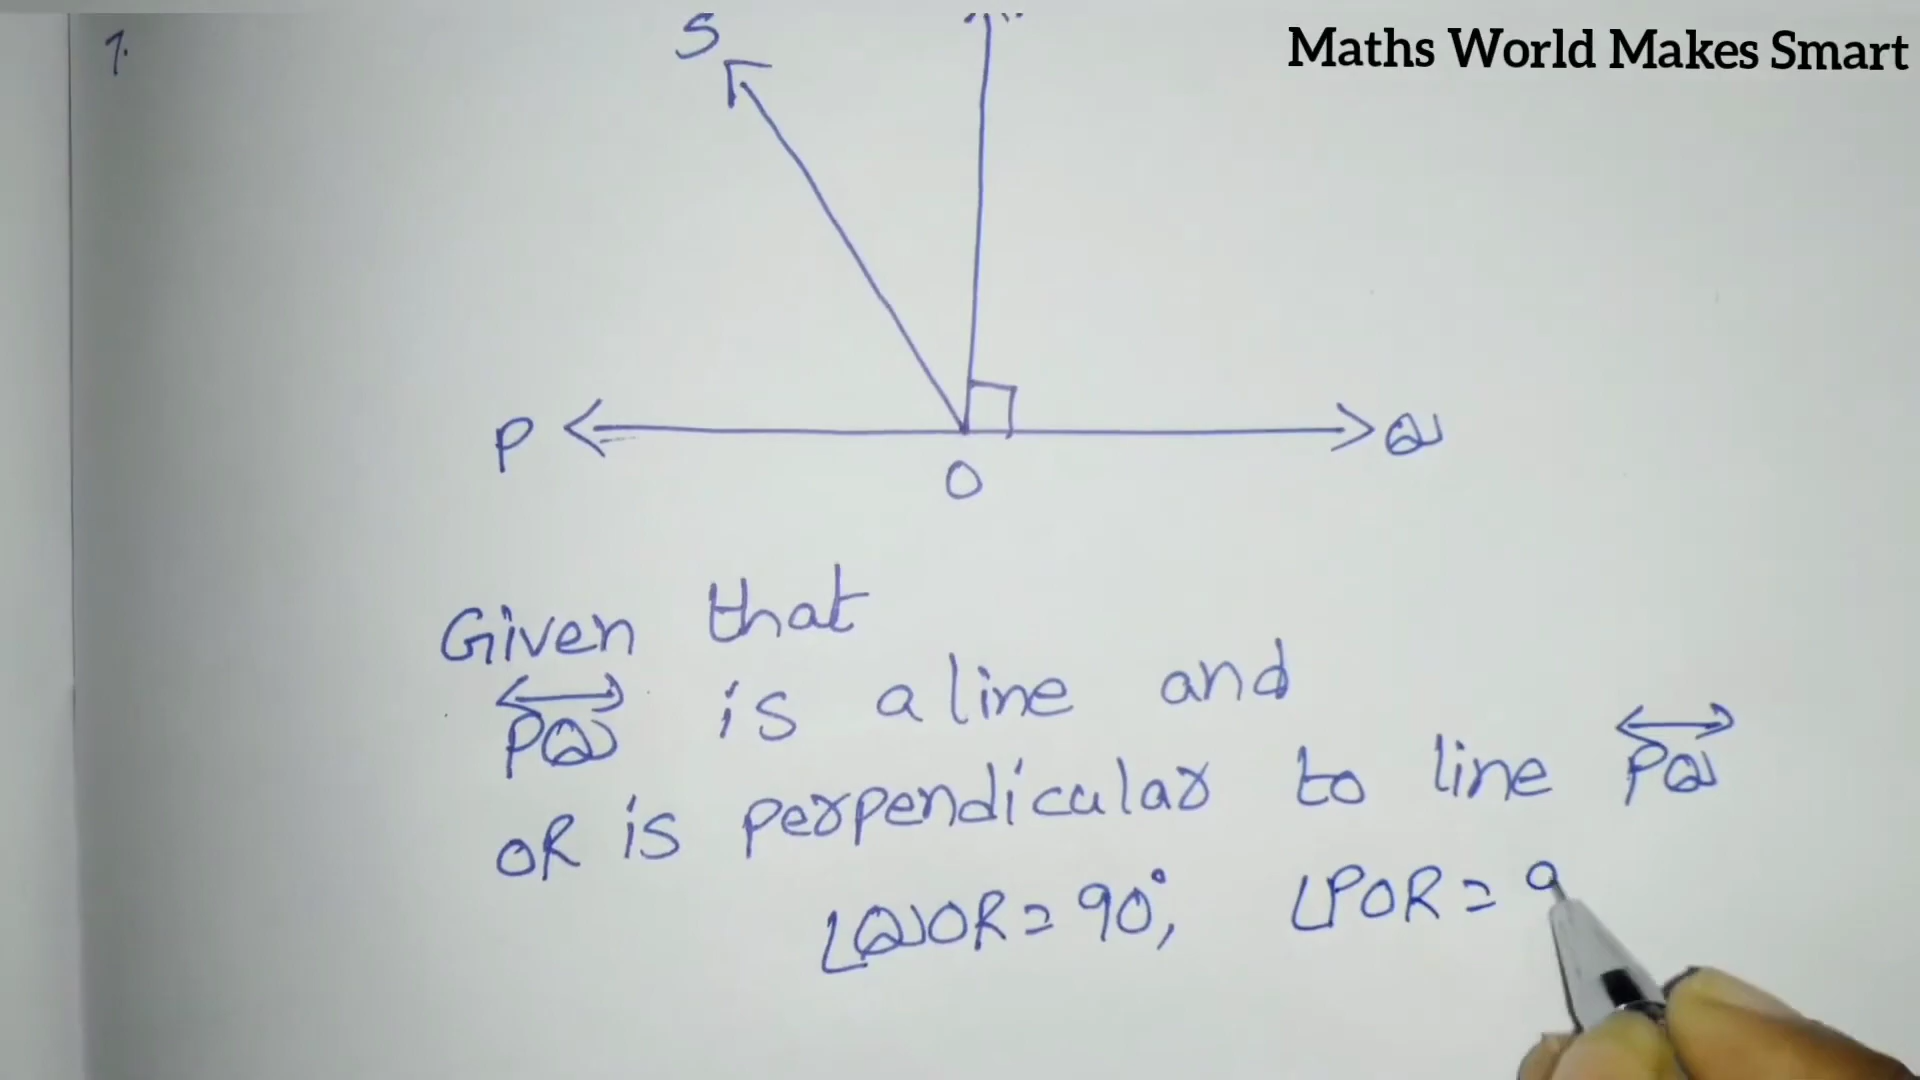 Maths World Makes Smart
7.
S
P
Q
O
Given that
PQ is a line and
OR is perpendicular to line PQ
∠QOR = 90°, ∠POR = 9